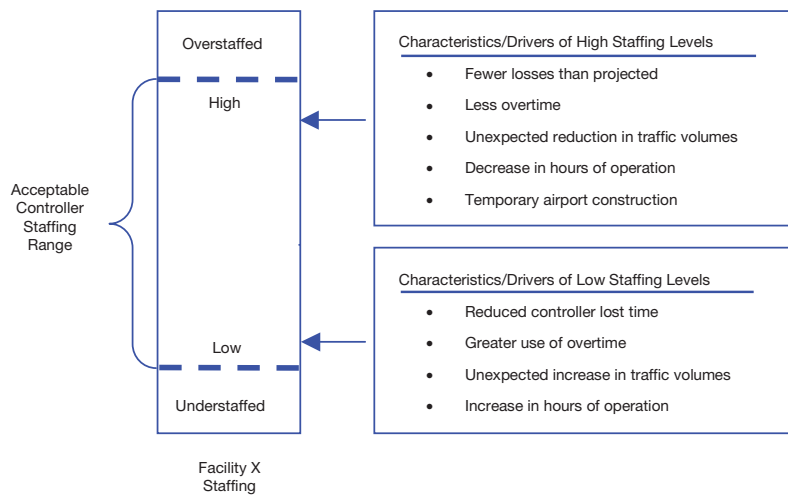 Overstaffed
High
Acceptable
Controller
Staffing
Range
Low
Understaffed
Facility X
Staffing
Characteristics/Drivers of High Staffing Levels
• Fewer losses than projected
• Less overtime
• Unexpected reduction in traffic volumes
• Decrease in hours of operation
• Temporary airport construction
Characteristics/Drivers of Low Staffing Levels
• Reduced controller lost time
• Greater use of overtime
• Unexpected increase in traffic volumes
• Increase in hours of operation